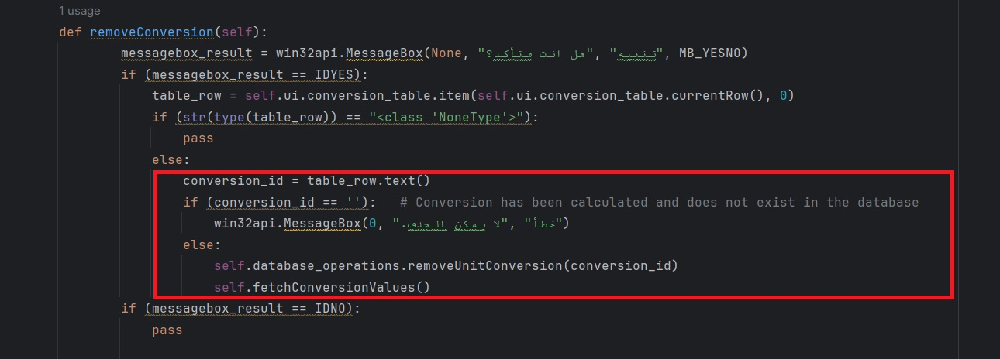 1 usage
def removeConversion(self):
messagebox_result = win32api.MessageBox(None, "هل انت متأكد؟", "تنبيه", MB_YESNO)
if (messagebox_result == IDYES):
table_row = self.ui.conversion_table.item(self.ui.conversion_table.currentRow(), 0)
if (str(type(table_row)) == "<class 'NoneType'>"):
pass
else:
conversion_id = table_row.text()
if (conversion_id == ''): # Conversion has been calculated and does not exist in the database
win32api.MessageBox(0, "لا يمكن الحذف.", "خطأ")
else:
self.database_operations.removeUnitConversion(conversion_id)
self.fetchConversionValues()
if (messagebox_result == IDNO):
pass